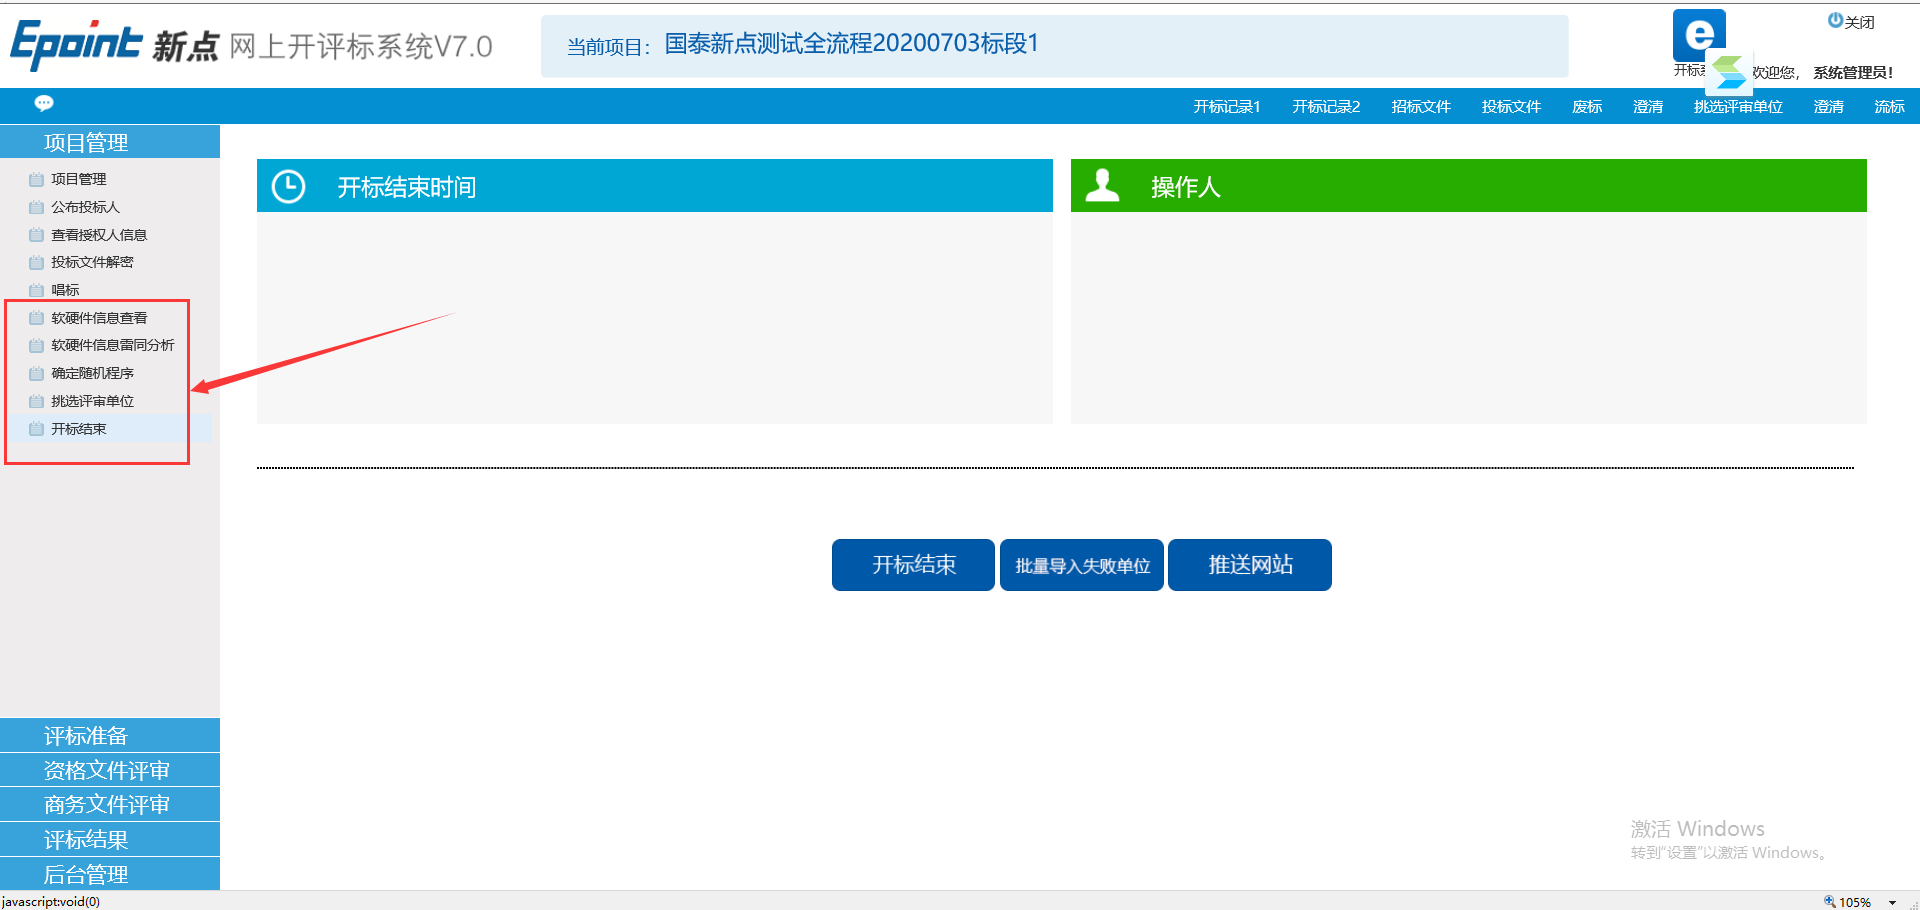 Epoint 新点 网上开评标系统V7.0
当前项目： 国泰新点测试全流程20200703标段1
关闭
开标系
欢迎您， 系统管理员！
开标记录1 开标记录2 招标文件 投标文件 废标 澄清 挑选评审单位 澄清 流标
项目管理
项目管理
公布投标人
查看授权人信息
投标文件解密
唱标
软硬件信息查看
软硬件信息雷同分析
确定随机程序
挑选评审单位
开标结束
评标准备
资格文件评审
商务文件评审
评标结果
后台管理
开标结束时间
操作人
开标结束 批量导入失败单位 推送网站
激活 Windows
转到“设置”以激活 Windows。
javascript:void(0)
105%